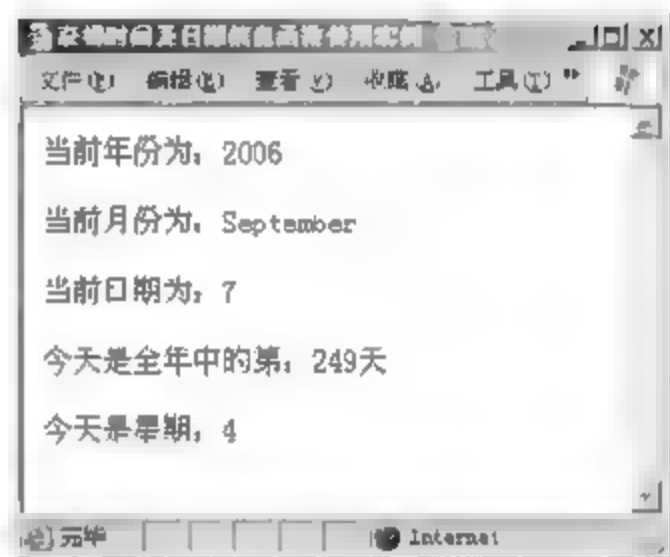 文件(F) 编辑(E) 查看(V) 收藏(A) 工具(T) »
当前年份为：2006
当前月份为：September
当前日期为：7
今天是全年中的第：249天
今天是星期：4
完毕 Internet